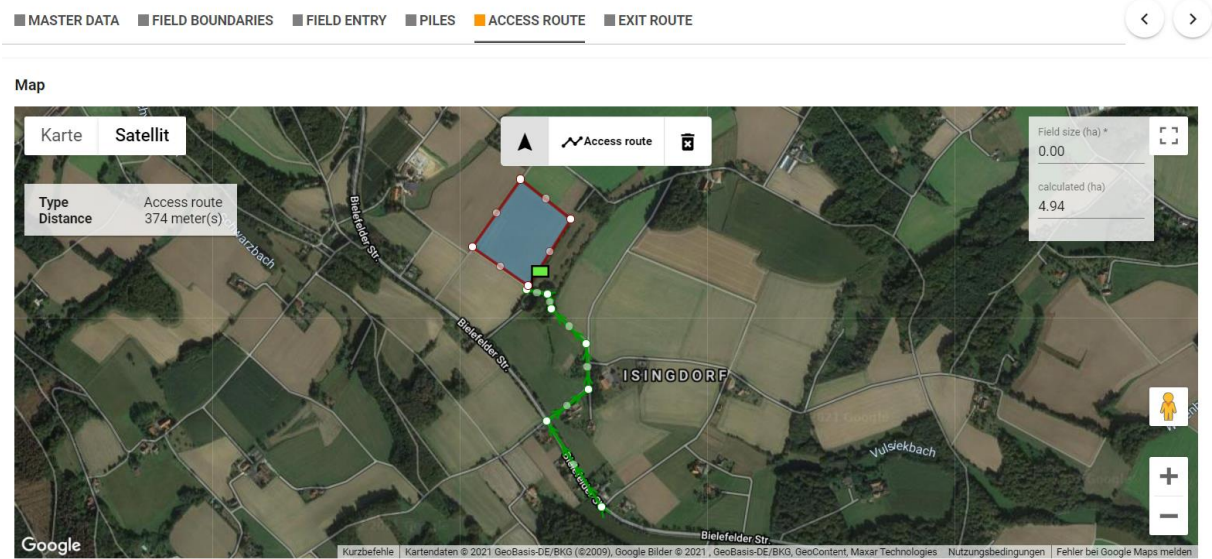 MASTER DATA FIELD BOUNDARIES FIELD ENTRY PILES ACCESS ROUTE EXIT ROUTE
Map
Karte Satellit
Access route
Field size (ha) *
0.00
calculated (ha)
4.94
Type Access route
Distance 374 meter(s)
Schwarzbach
Bielefelder Str.
Bielefelder Str.
ISINGDORF
Vulsiekbach
Bielefelder S
Bielefelder Str.
Google
Kurzbefehle Kartendaten © 2021 GeoBasis-DE/BKG (©2009), Google Bilder © 2021 , GeoBasis-DE/BKG, GeoContent, Maxar Technologies Nutzungsbedingungen Fehler bei Google Maps melden